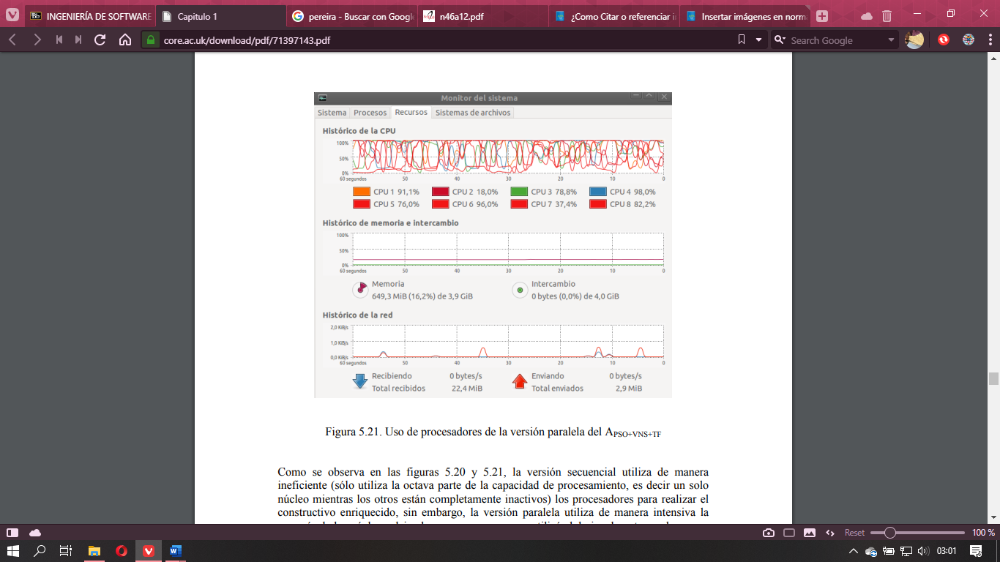 INGENIERÍA DE SOFTWARE
Capitulo 1
pereira - Buscar con Google
n46a12.pdf
¿Como Citar o referenciar i
Insertar imágenes en norm
core.ac.uk/download/pdf/71397143.pdf
Search Google
Monitor del sistema
Sistema Procesos Recursos Sistemas de archivos
Histórico de la CPU
100%
50%
0%
60 segundos 50 40 30 20 10 0
CPU 1 91,1% CPU 2 18,0% CPU 3 78,8% CPU 4 98,0%
CPU 5 76,0% CPU 6 96,0% CPU 7 37,4% CPU 8 82,2%
Histórico de memoria e intercambio
100%
50%
0%
60 segundos 50 40 30 20 10 0
Memoria
649,3 MiB (16,2%) de 3,9 GiB
Intercambio
0 bytes (0,0%) de 4,0 GiB
Histórico de la red
2,0 KiB/s
1,0 KiB/s
0,0 KiB/s
60 segundos 50 40 30 20 10 0
Recibiendo 0 bytes/s
Total recibidos 22,4 MiB
Enviando 0 bytes/s
Total enviados 2,9 MiB
Figura 5.21. Uso de procesadores de la versión paralela del APSO+VNS+TF
Como se observa en las figuras 5.20 y 5.21, la versión secuencial utiliza de manera
ineficiente (sólo utiliza la octava parte de la capacidad de procesamiento, es decir un solo
núcleo mientras los otros están completamente inactivos) los procesadores para realizar el
constructivo enriquecido, sin embargo, la versión paralela utiliza de manera intensiva la
Reset 100 %
03:01